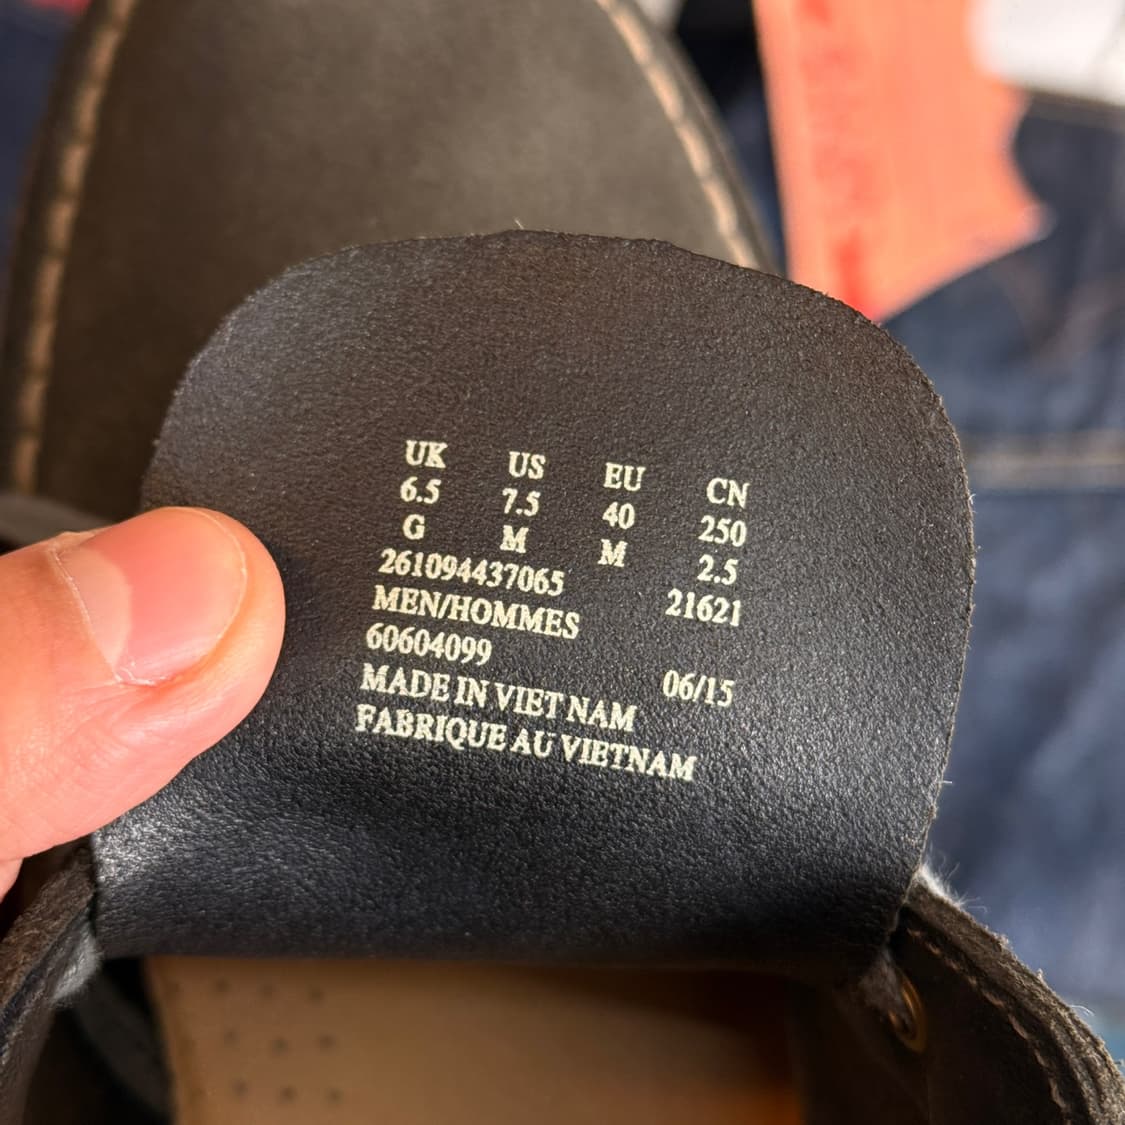 UK US EU CN
6.5 7.5 40 250
G M M 2.5
261094437065 21621
MEN/HOMMES
60604099 06/15
MADE IN VIET NAM
FABRIQUE AU VIETNAM